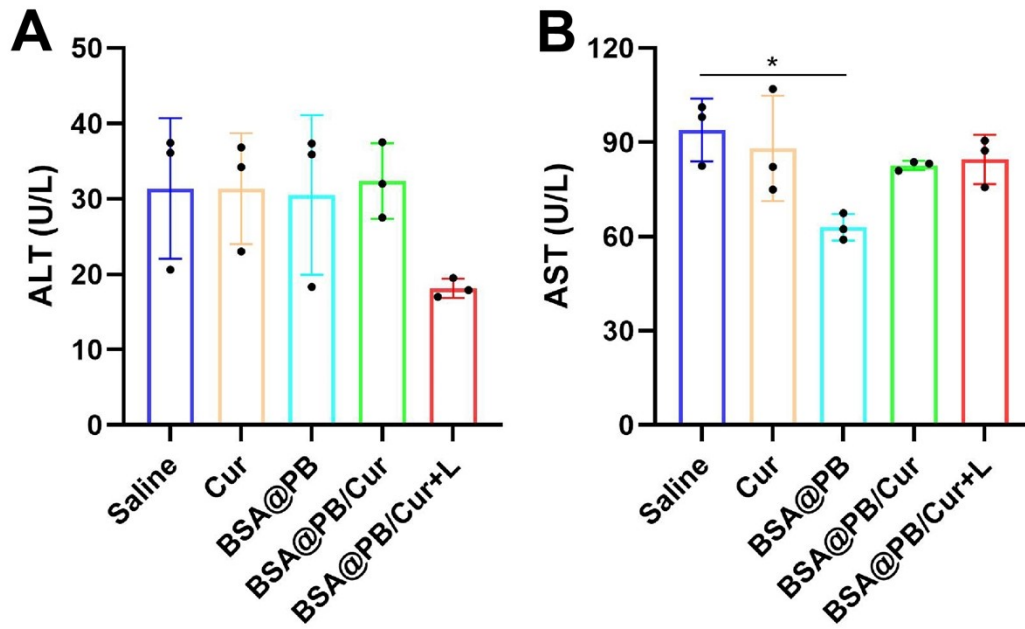 A
ALT (U/L)
50
40
30
20
10
0
Saline
Cur
BSA@PB
BSA@PB/Cur
BSA@PB/Cur+L
B
AST (U/L)
120
90
60
30
0
*
Saline
Cur
BSA@PB
BSA@PB/Cur
BSA@PB/Cur+L